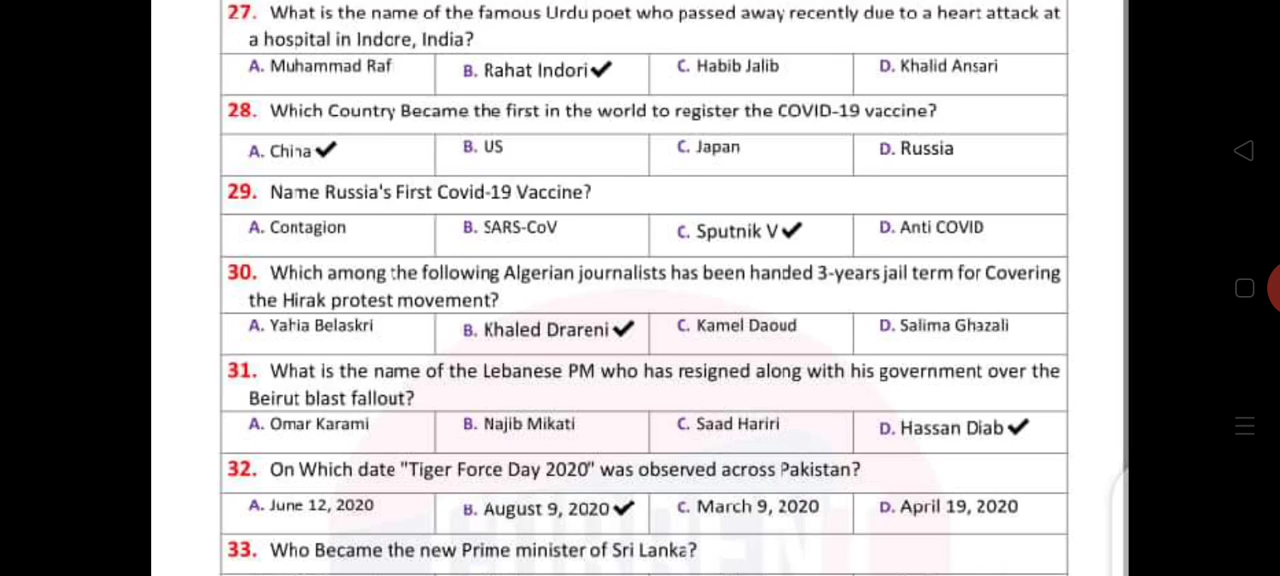 27. What is the name of the famous Urdu poet who passed away recently due to a heart attack at
a hospital in Indore, India?
A. Muhammad Raf B. Rahat Indori✔ C. Habib Jalib D. Khalid Ansari
28. Which Country Became the first in the world to register the COVID-19 vaccine?
A. China✔ B. US C. Japan D. Russia
29. Name Russia's First Covid-19 Vaccine?
A. Contagion B. SARS-CoV C. Sputnik V✔ D. Anti COVID
30. Which among the following Algerian journalists has been handed 3-years jail term for Covering
the Hirak protest movement?
A. Yahia Belaskri B. Khaled Drareni✔ C. Kamel Daoud D. Salima Ghazali
31. What is the name of the Lebanese PM who has resigned along with his government over the
Beirut blast fallout?
A. Omar Karami B. Najib Mikati C. Saad Hariri D. Hassan Diab✔
32. On Which date "Tiger Force Day 2020" was observed across Pakistan?
A. June 12, 2020 B. August 9, 2020✔ C. March 9, 2020 D. April 19, 2020
33. Who Became the new Prime minister of Sri Lanka?